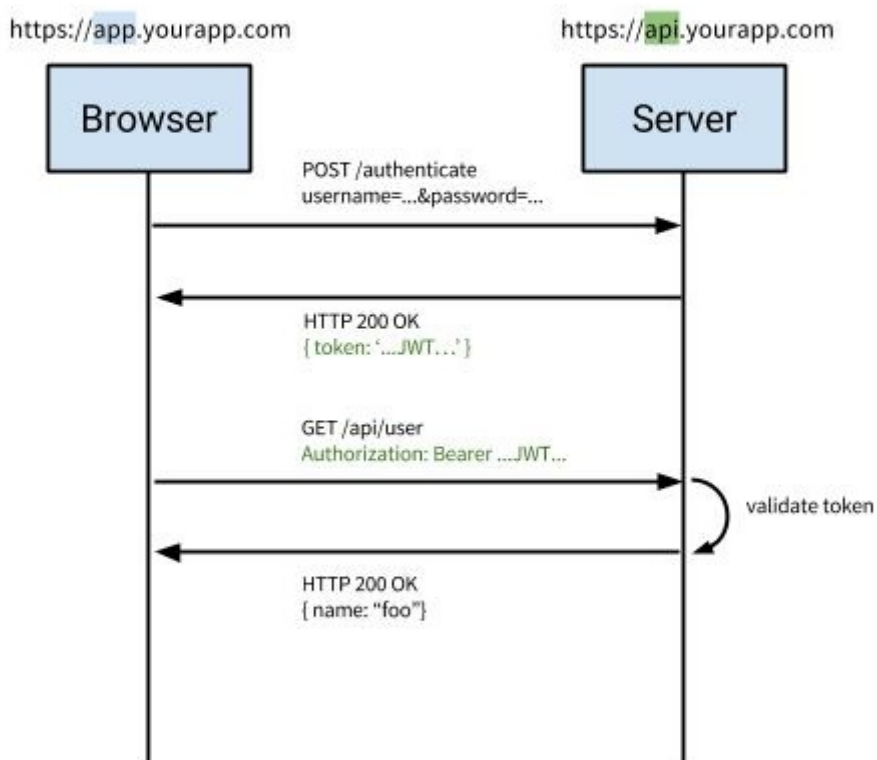 https://app.yourapp.com
https://api.yourapp.com
Browser
Server
POST /authenticate
username=...&password=...
HTTP 200 OK
{ token: ‘....JWT...’ }
GET /api/user
Authorization: Bearer ....JWT...
validate token
HTTP 200 OK
{ name: “foo”}